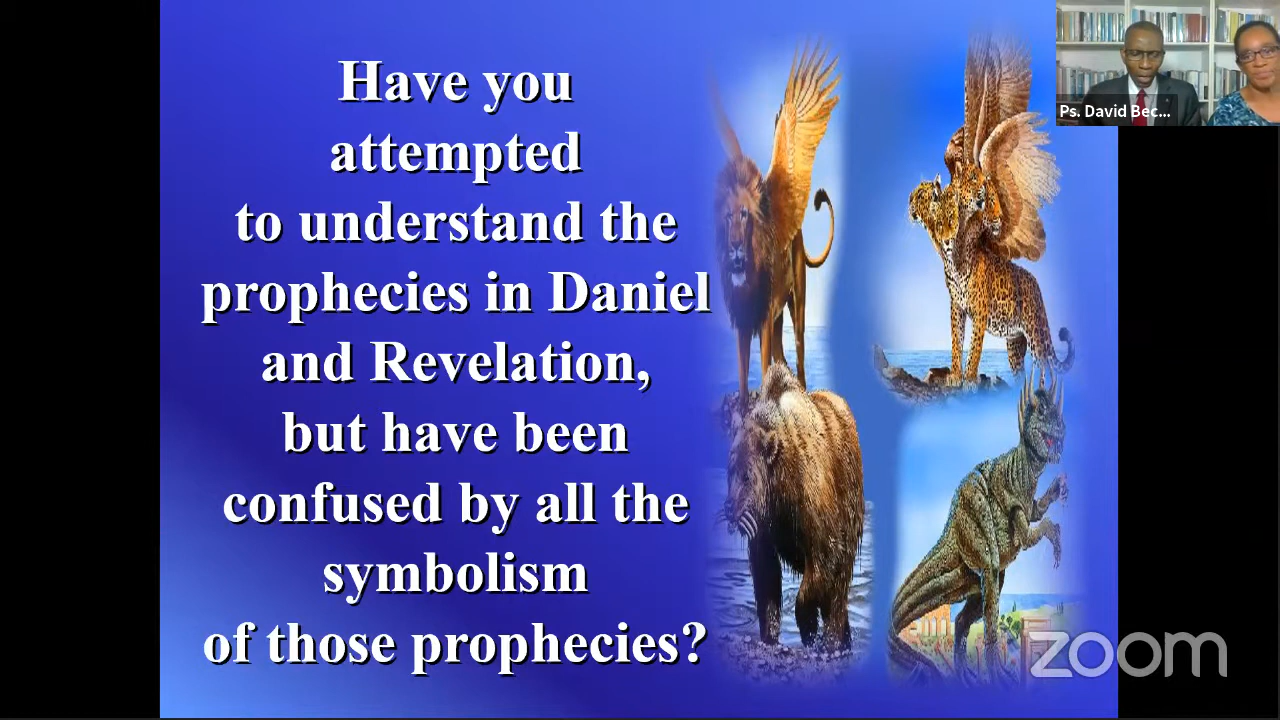 Have you
attempted
to understand the
prophecies in Daniel
and Revelation,
but have been
confused by all the
symbolism
of those prophecies?
Ps. David Bec...
zoom